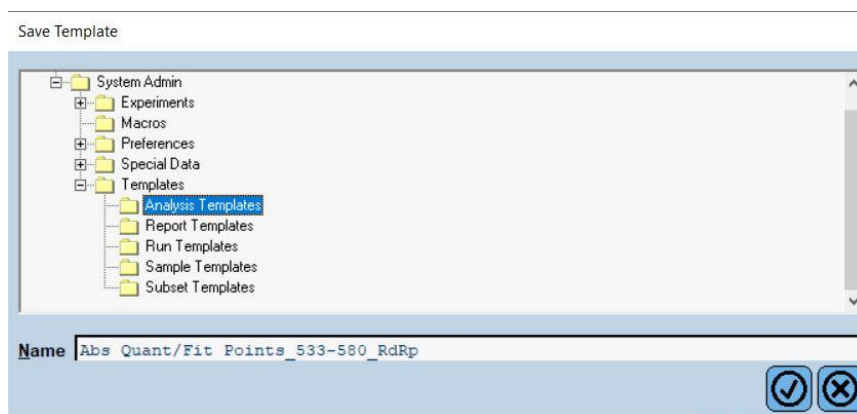 Save Template
System Admin
Experiments
Macros
Preferences
Special Data
Templates
Analysis Templates
Report Templates
Run Templates
Sample Templates
Subset Templates
Name Abs Quant/Fit Points_533-580_RdRp